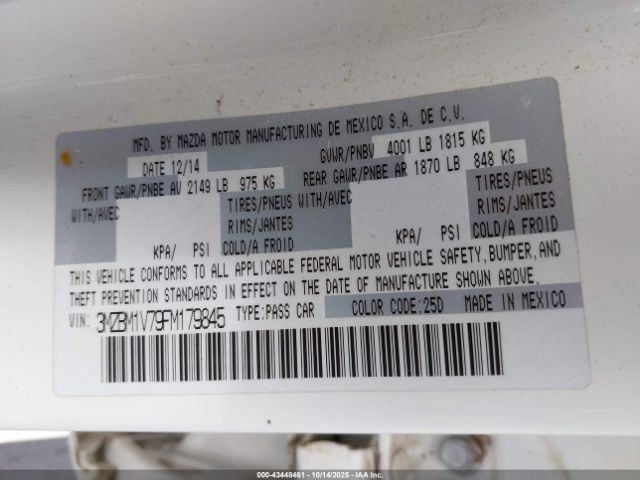 MFD. BY MAZDA MOTOR MANUFACTURING DE MEXICO S.A. DE C.V.
DATE 12/14 GVWR/PNBV 4001 LB 1815 KG
FRONT GAWR/PNBE AV 2149 LB 975 KG REAR GAWR/PNBE AR 1870 LB 848 KG
WITH/AVEC TIRES/PNEUS WITH/AVEC TIRES/PNEUS
RIMS/JANTES RIMS/JANTES
KPA/ PSI COLD/A FROID KPA/ PSI COLD/A FROID
THIS VEHICLE CONFORMS TO ALL APPLICABLE FEDERAL MOTOR VEHICLE SAFETY, BUMPER, AND
THEFT PREVENTION STANDARDS IN EFFECT ON THE DATE OF MANUFACTURE SHOWN ABOVE.
VIN: 3MZBM1V79FM179845 TYPE:PASS CAR COLOR CODE:25D MADE IN MEXICO
000-43448461 - 10/14/2025 - IAA Inc.